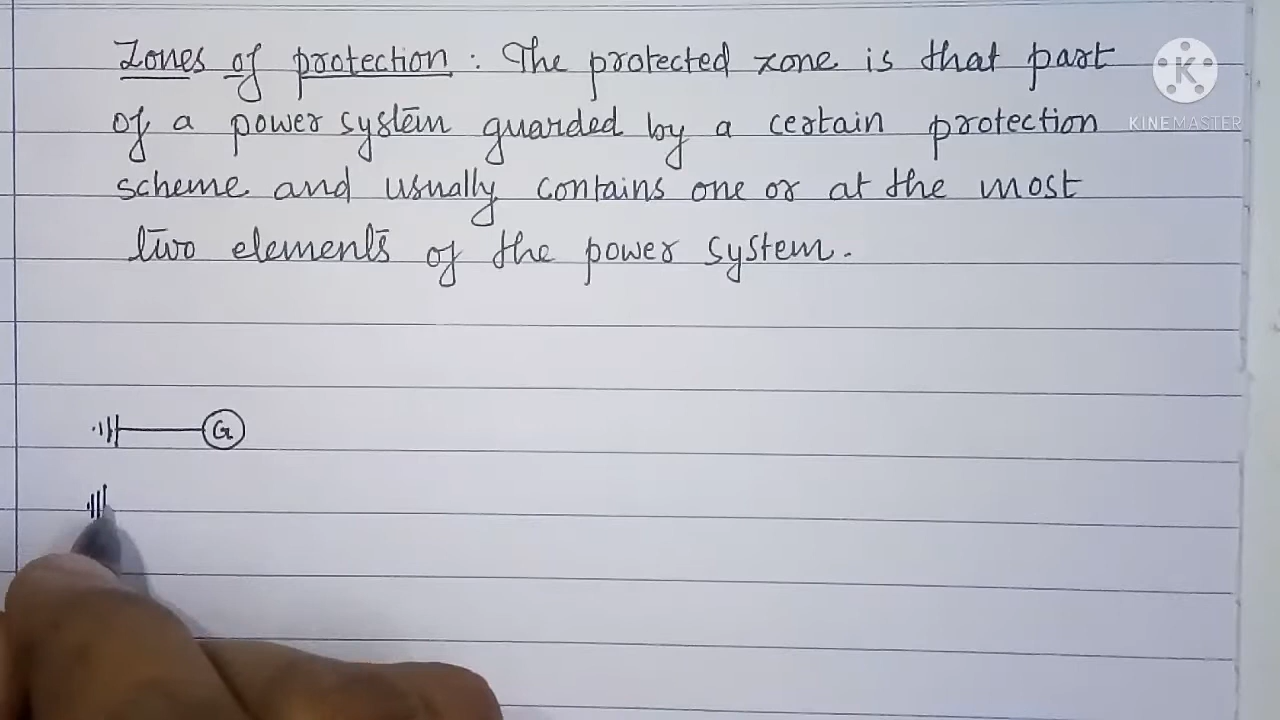 Zones of protection : The protected zone is that part
of a power system guarded by a certain protection
scheme and usually contains one or at the most
two elements of the power system.
G
K
KINEMASTER